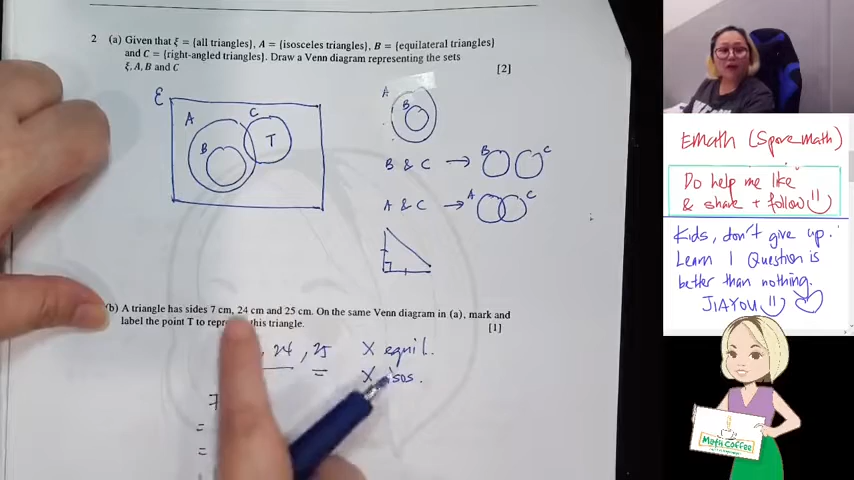 2 (a) Given that ξ = {all triangles}, A = {isosceles triangles}, B = {equilateral triangles}
and C = {right-angled triangles}. Draw a Venn diagram representing the sets
ξ, A, B and C
[2]
ξ
A
B
C
T
A
B
B & C → B C
A & C → A C
(b) A triangle has sides 7 cm, 24 cm and 25 cm. On the same Venn diagram in (a), mark and
label the point T to this triangle.
[1]
, 24, 25 X equil.
X isos.
7
=
=
Emath (Spore math)
Do help me like
& share + follow
Kids, don't give up.
Learn 1 Question is
better than nothing.
JIAYOU
Math Coffee